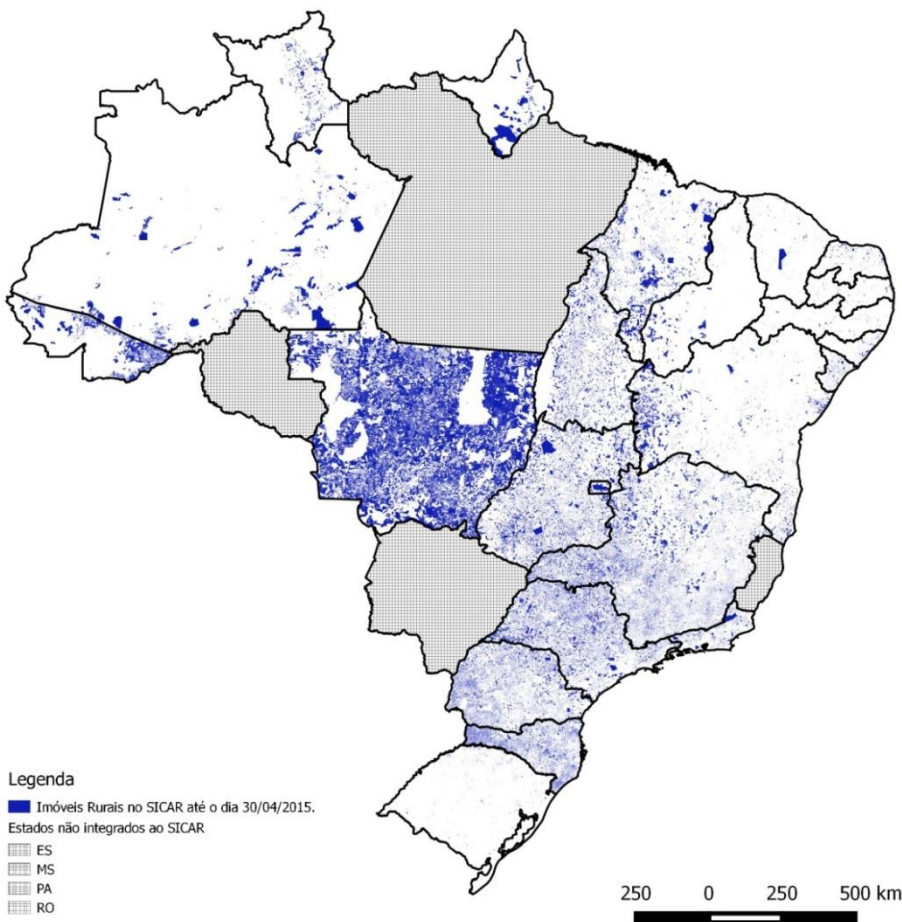 Legenda
Imóveis Rurais no SICAR até o dia 30/04/2015.
Estados não integrados ao SICAR
ES
MS
PA
RO
250 0 250 500 km